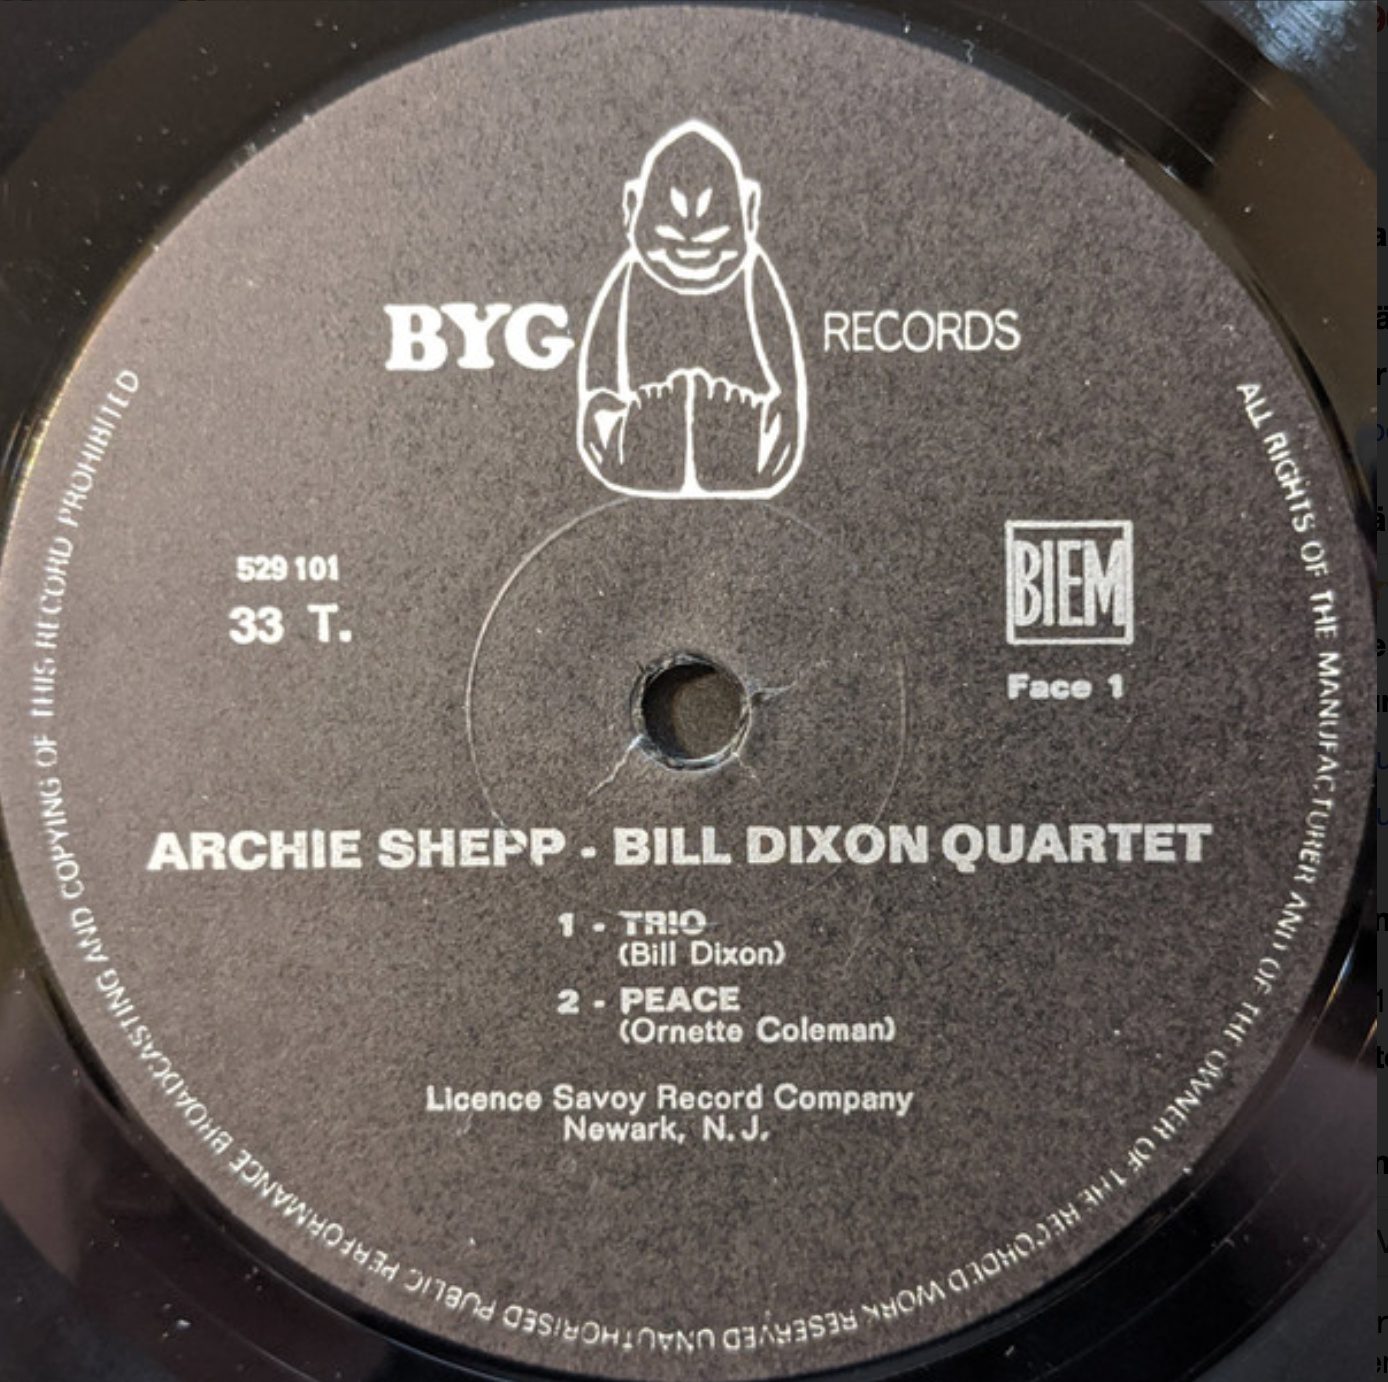 BYG RECORDS
529 101
33 T.
BIEM
Face 1
ARCHIE SHEPP - BILL DIXON QUARTET
1 - TRIO
(Bill Dixon)
2 - PEACE
(Ornette Coleman)
Licence Savoy Record Company
Newark, N.J.
ALL RIGHTS OF THE MANUFACTURER AND OF THE OWNER OF THE RECORDED WORK RESERVED UNAUTHORISED PUBLIC PERFORMANCE BROADCASTING AND COPYING OF THIS RECORD PROHIBITED